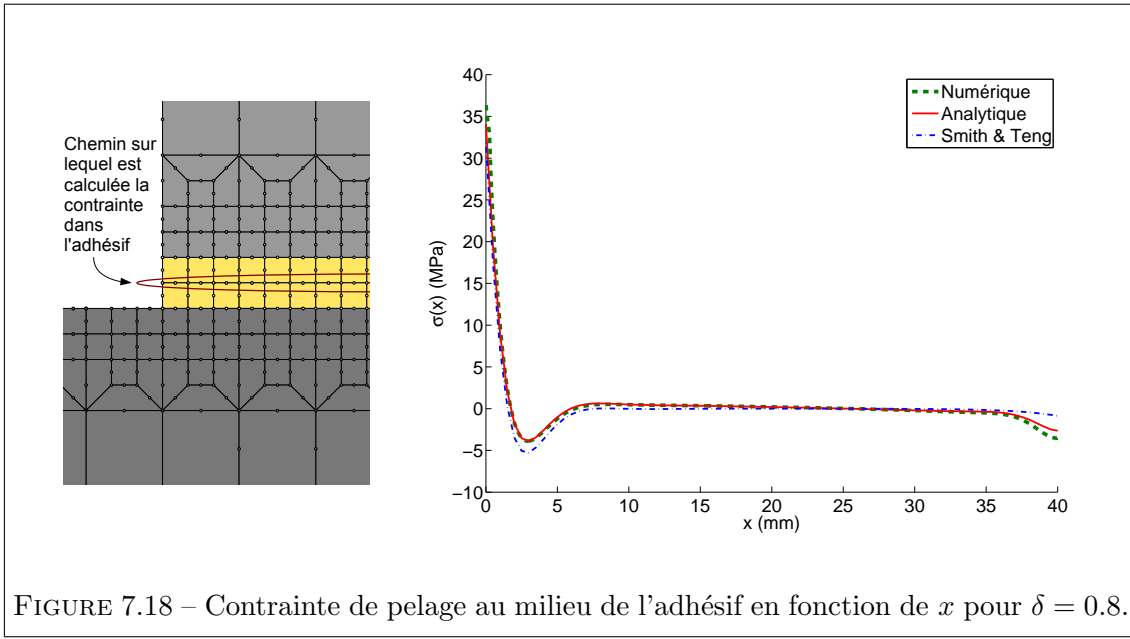 Chemin sur
lequel est
calculée la
contrainte
dans
l'adhésif
40
35
30
25
20
15
10
5
0
−5
−10
σ(x) (MPa)
0 5 10 15 20 25 30 35 40
x (mm)
Numérique
Analytique
Smith & Teng
FIGURE 7.18 – Contrainte de pelage au milieu de l'adhésif en fonction de x pour δ = 0.8.